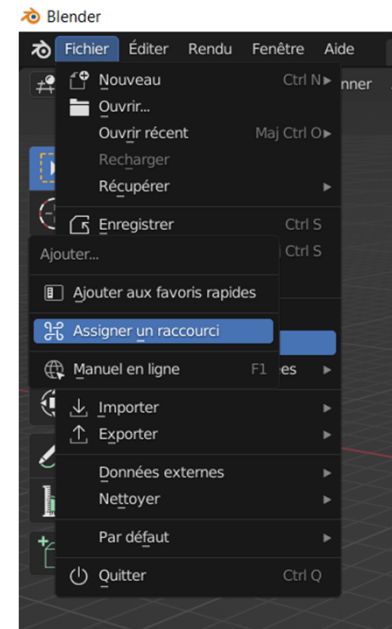 Blender
Fichier Éditer Rendu Fenêtre Aide
Nouveau Ctrl N
nner
Ouvrir...
Ouvrir récent Maj Ctrl O
Recharger
Récupérer
Enregistrer Ctrl S
Ctrl S
Ajouter...
Ajouter aux favoris rapides
Assigner un raccourci
Manuel en ligne F1
es
Importer
Exporter
Données externes
Nettoyer
Par défaut
Quitter Ctrl Q